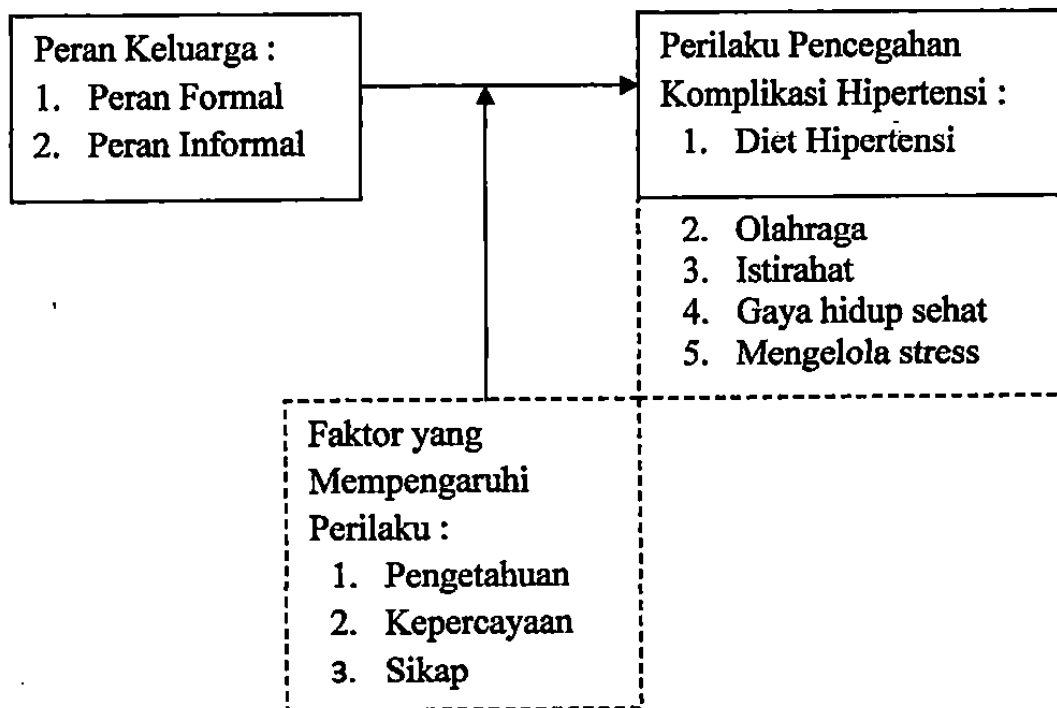 Peran Keluarga :
1. Peran Formal
2. Peran Informal
Perilaku Pencegahan
Komplikasi Hipertensi :
1. Diet Hipertensi
2. Olahraga
3. Istirahat
4. Gaya hidup sehat
5. Mengelola stress
Faktor yang
Mempengaruhi
Perilaku :
1. Pengetahuan
2. Kepercayaan
3. Sikap